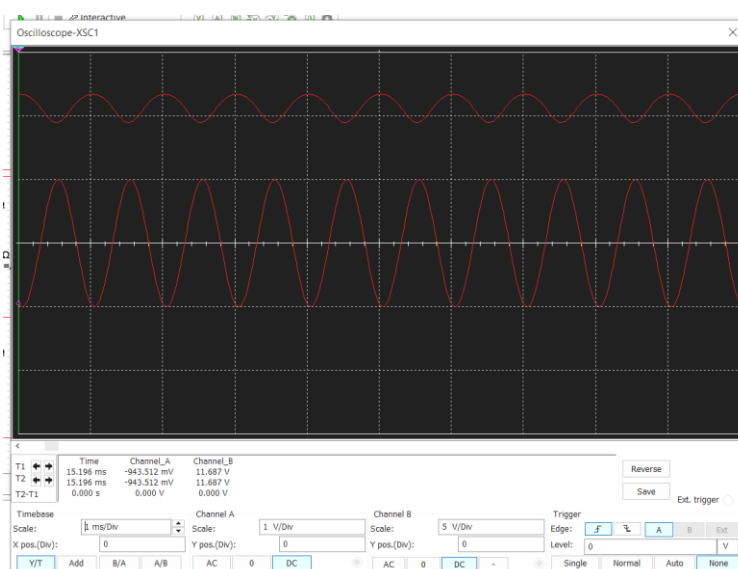 Interactive
Oscilloscope-XSC1
Time Channel_A Channel_B
T1 15.196 ms -943.512 mV 11.687 V
T2 15.196 ms -943.512 mV 11.687 V
T2-T1 0.000 s 0.000 V 0.000 V
Reverse
Save
Ext. trigger
Timebase Channel A Channel B Trigger
Scale: 1 ms/Div Scale: 1 V/Div Scale: 5 V/Div Edge: A B Ext
X pos.(Div): 0 Y pos.(Div): 0 Y pos.(Div): 0 Level: 0 V
Y/T Add B/A A/B AC 0 DC AC 0 DC - Single Normal Auto None